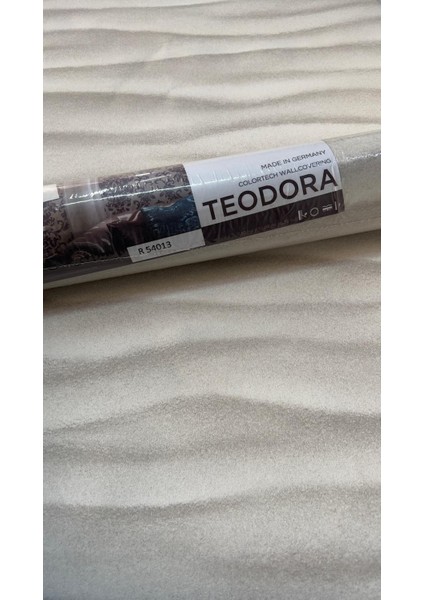 MADE IN GERMANY
COLORTECH WALLCOVERING
TEODORA
R 54013